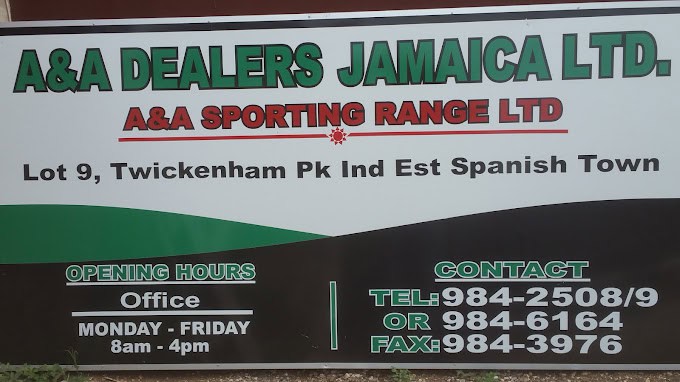 A&A DEALERS JAMAICA LTD.
A&A SPORTING RANGE LTD
Lot 9, Twickenham Pk Ind Est Spanish Town
OPENING HOURS
Office
MONDAY - FRIDAY
8am - 4pm
CONTACT
TEL: 984-2508/9
OR 984-6164
FAX: 984-3976